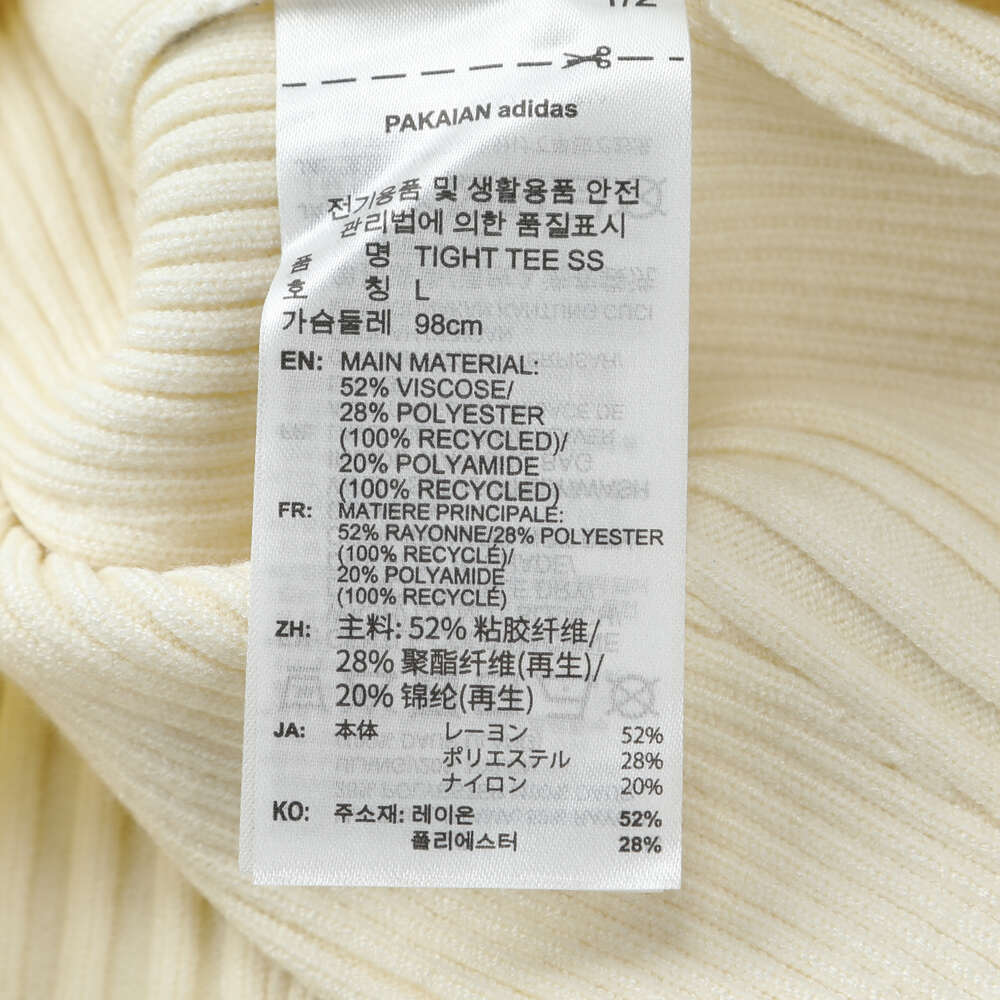 1/2
PAKAIAN adidas
전기용품 및 생활용품 안전
관리법에 의한 품질표시
품 명 TIGHT TEE SS
호 칭 L
가슴둘레 98cm
EN: MAIN MATERIAL:
52% VISCOSE/
28% POLYESTER
(100% RECYCLED)/
20% POLYAMIDE
(100% RECYCLED)
FR: MATIERE PRINCIPALE:
52% RAYONNE/28% POLYESTER
(100% RECYCLÉ)/
20% POLYAMIDE
(100% RECYCLÉ)
ZH: 主料: 52% 粘胶纤维/
28% 聚酯纤维(再生)/
20% 锦纶(再生)
JA: 本体 レーヨン 52%
ポリエステル 28%
ナイロン 20%
KO: 주소재: 레이온 52%
폴리에스터 28%